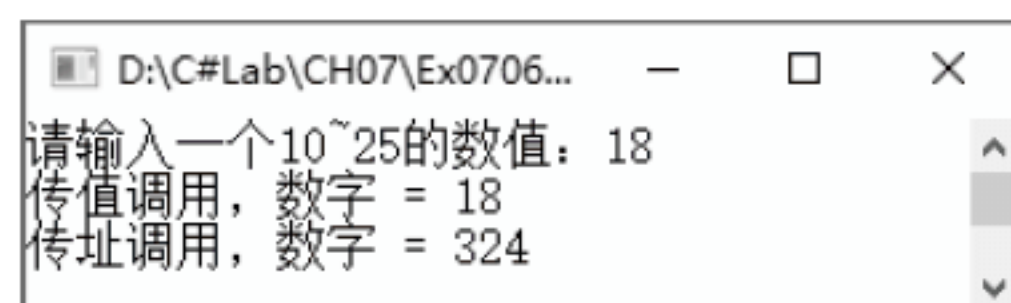 D:\C#Lab\CH07\Ex0706...
请输入一个10~25的数值：18
传值调用，数字 = 18
传址调用，数字 = 324